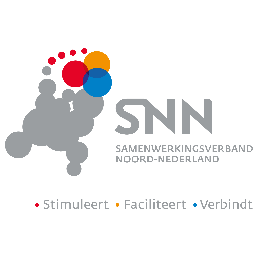 SNN
SAMENWERKINGSVERBAND
NOORD-NEDERLAND
• Stimuleert • Faciliteert • Verbindt